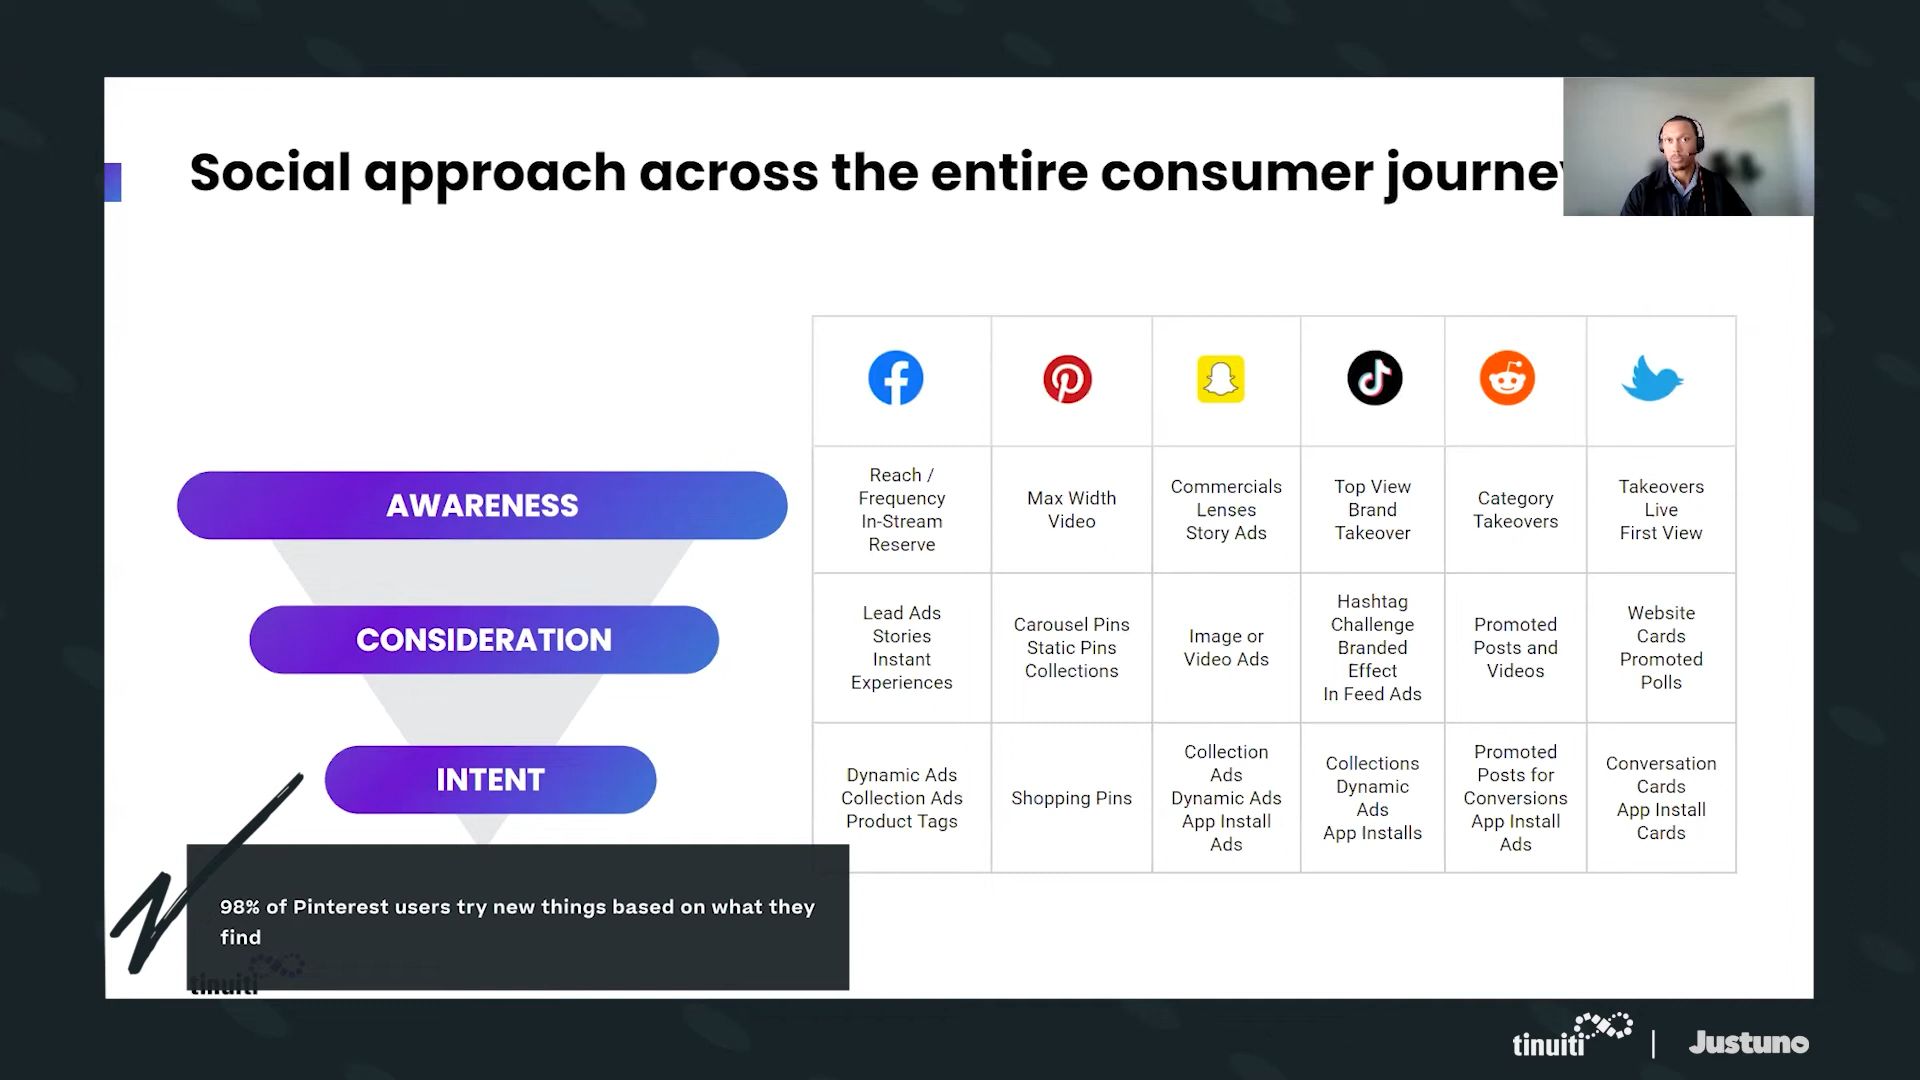 Social approach across the entire consumer journey
AWARENESS
CONSIDERATION
INTENT
Reach /
Frequency
In-Stream
Reserve
Max Width
Video
Commercials
Lenses
Story Ads
Top View
Brand
Takeover
Category
Takeovers
Takeovers
Live
First View
Lead Ads
Stories
Instant
Experiences
Carousel Pins
Static Pins
Collections
Image or
Video Ads
Hashtag
Challenge
Branded
Effect
In Feed Ads
Promoted
Posts and
Videos
Website
Cards
Promoted
Polls
Dynamic Ads
Collection Ads
Product Tags
Shopping Pins
Collection
Ads
Dynamic Ads
App Install
Ads
Collections
Dynamic
Ads
App Installs
Promoted
Posts for
Conversions
App Install
Ads
Conversation
Cards
App Install
Cards
98% of Pinterest users try new things based on what they
find
tinuiti
tinuiti | Justuno